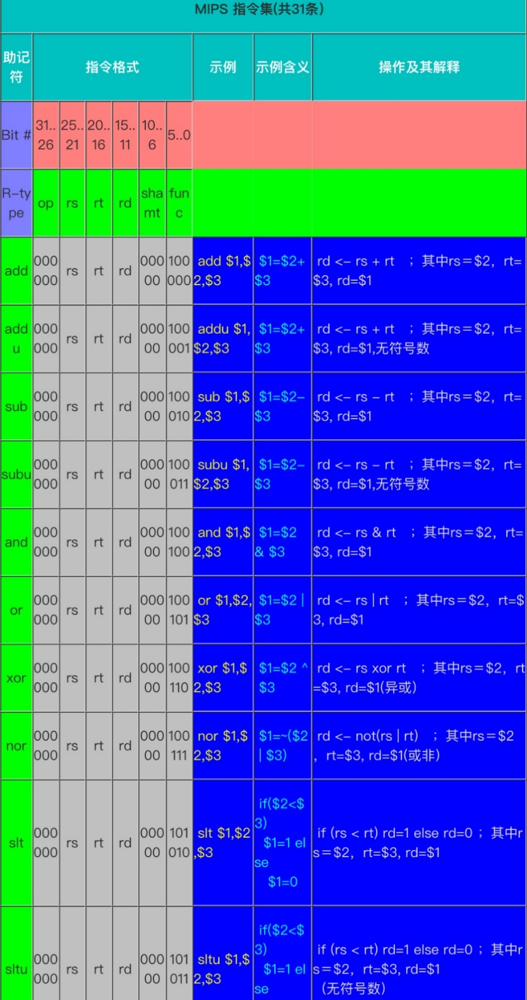 MIPS 指令集(共31条)
助记符 指令格式 示例 示例含义 操作及其解释
Bit # 31..26 25..21 20..16 15..11 10..6 5..0
R-type op rs rt rd shamt func
add 000000 rs rt rd 00000 100000 add $1,$2,$3 $1=$2+$3 rd <- rs + rt ；其中rs＝$2，rt=$3, rd=$1
addu 000000 rs rt rd 00000 100001 addu $1,$2,$3 $1=$2+$3 rd <- rs + rt ；其中rs＝$2，rt=$3, rd=$1,无符号数
sub 000000 rs rt rd 00000 100010 sub $1,$2,$3 $1=$2-$3 rd <- rs - rt ；其中rs＝$2，rt=$3, rd=$1
subu 000000 rs rt rd 00000 100011 subu $1,$2,$3 $1=$2-$3 rd <- rs - rt ；其中rs＝$2，rt=$3, rd=$1,无符号数
and 000000 rs rt rd 00000 100100 and $1,$2,$3 $1=$2 & $3 rd <- rs & rt ；其中rs＝$2，rt=$3, rd=$1
or 000000 rs rt rd 00000 100101 or $1,$2,$3 $1=$2 | $3 rd <- rs | rt ；其中rs＝$2，rt=$3, rd=$1
xor 000000 rs rt rd 00000 100110 xor $1,$2,$3 $1=$2 ^ $3 rd <- rs xor rt ；其中rs＝$2，rt=$3, rd=$1(异或)
nor 000000 rs rt rd 00000 100111 nor $1,$2,$3 $1=~($2 | $3) rd <- not(rs | rt) ；其中rs＝$2，rt=$3, rd=$1(或非)
slt 000000 rs rt rd 00000 101010 slt $1,$2,$3 if($2<$3) $1=1 else $1=0 if (rs < rt) rd=1 else rd=0 ；其中rs＝$2，rt=$3, rd=$1
sltu 000000 rs rt rd 00000 101011 sltu $1,$2,$3 if($2<$3) $1=1 else if (rs < rt) rd=1 else rd=0 ；其中rs＝$2，rt=$3, rd=$1 (无符号数)